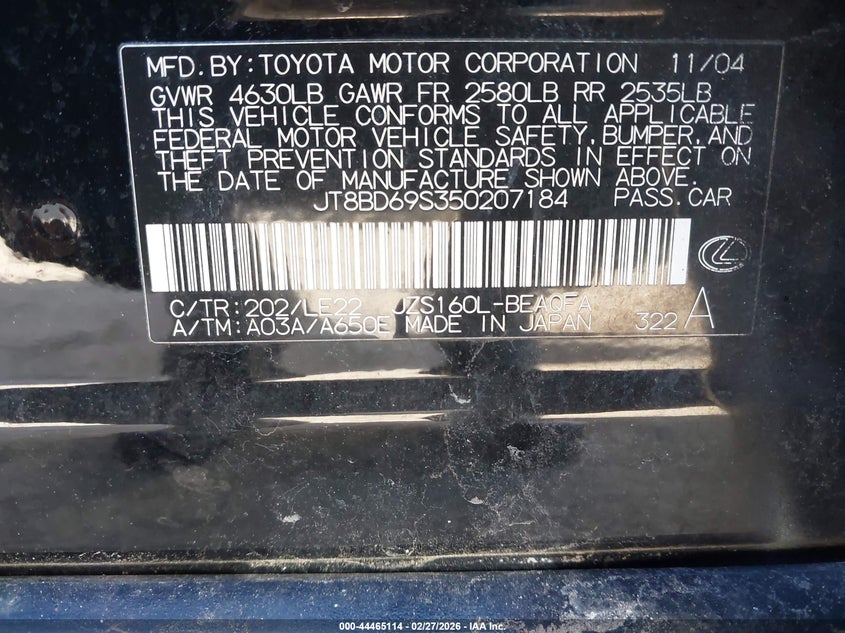 MFD. BY: TOYOTA MOTOR CORPORATION 11/04
GVWR 4630LB GAWR FR 2580LB RR 2535LB
THIS VEHICLE CONFORMS TO ALL APPLICABLE
FEDERAL MOTOR VEHICLE SAFETY, BUMPER, AND
THEFT PREVENTION STANDARDS IN EFFECT ON
THE DATE OF MANUFACTURE SHOWN ABOVE.
JT8BD69S350207184 PASS. CAR
C/TR: 202/LE22 JZS160L-BEAQFA
A/TM: A03A/A650E MADE IN JAPAN 322 A
000-44465114 - 02/27/2026 - IAA Inc.